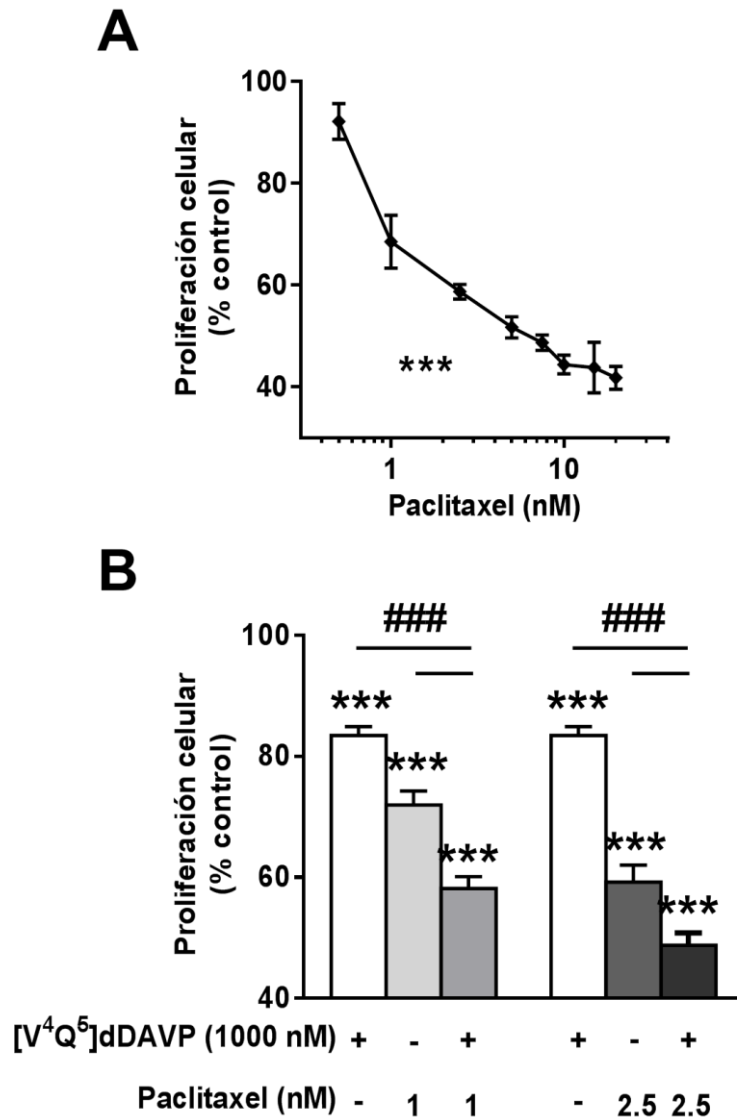 A
100
80
60
40
Proliferación celular
(% control)
***
1 10
Paclitaxel (nM)
B
### ###
100
80
60
40
Proliferación celular
(% control)
*** ***
*** ***
*** ***
[V⁴Q⁵]dDAVP (1000 nM) + - + + - +
Paclitaxel (nM) - 1 1 - 2.5 2.5